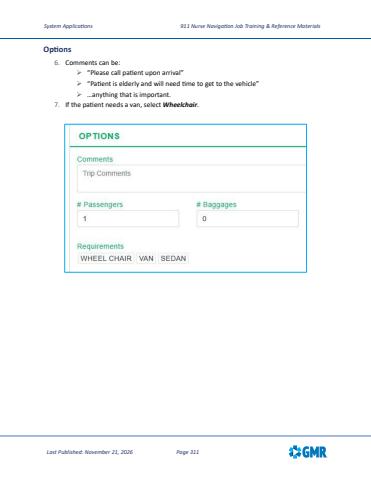 System Applications 911 Nurse Navigation Job Training & Reference Materials
Options
6. Comments can be:
➢ “Please call patient upon arrival”
➢ “Patient is elderly and will need time to get to the vehicle”
➢ …anything that is important.
7. If the patient needs a van, select Wheelchair.
OPTIONS
Comments
Trip Comments
# Passengers # Baggages
1 0
Requirements
WHEEL CHAIR VAN SEDAN
Last Published: November 21, 2026 Page 311 GMR